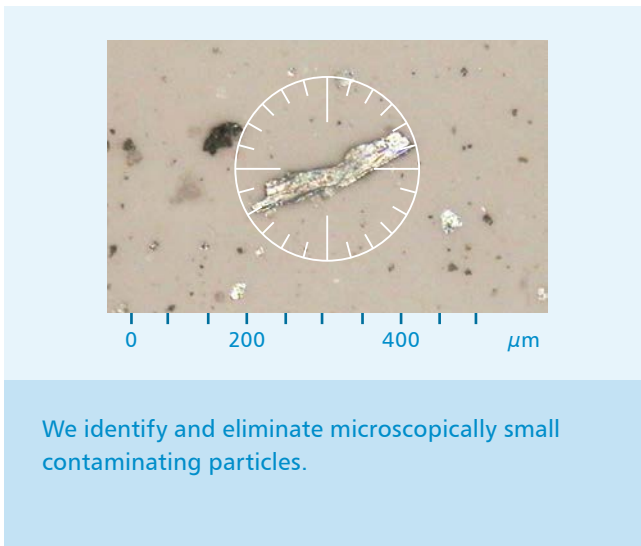 0 200 400 μm
We identify and eliminate microscopically small
contaminating particles.